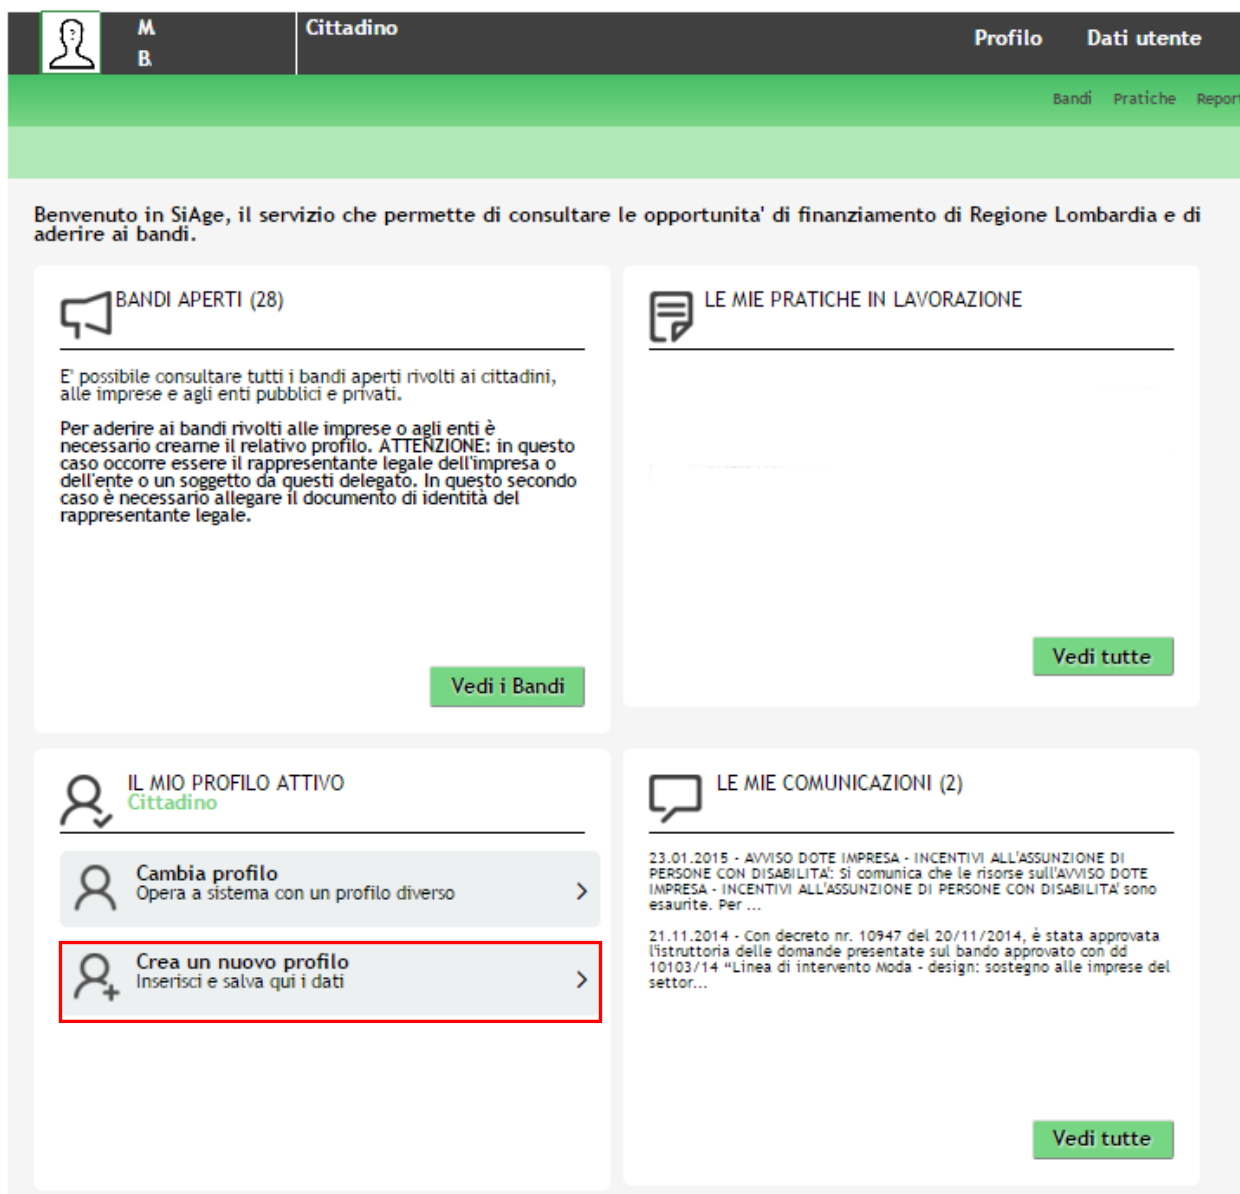 M.
B.
Cittadino
Profilo
Dati utente
Bandi
Pratiche
Report
Benvenuto in SiAge, il servizio che permette di consultare le opportunita' di finanziamento di Regione Lombardia e di
aderire ai bandi.
BANDI APERTI (28)
E' possibile consultare tutti i bandi aperti rivolti ai cittadini,
alle imprese e agli enti pubblici e privati.
Per aderire ai bandi rivolti alle imprese o agli enti è
necessario crearne il relativo profilo. ATTENZIONE: in questo
caso occorre essere il rappresentante legale dell'impresa o
dell'ente o un soggetto da questi delegato. In questo secondo
caso è necessario allegare il documento di identità del
rappresentante legale.
Vedi i Bandi
LE MIE PRATICHE IN LAVORAZIONE
Vedi tutte
IL MIO PROFILO ATTIVO
Cittadino
Cambia profilo
Opera a sistema con un profilo diverso
Crea un nuovo profilo
Inserisci e salva qui i dati
LE MIE COMUNICAZIONI (2)
23.01.2015 - AVVISO DOTE IMPRESA - INCENTIVI ALL'ASSUNZIONE DI
PERSONE CON DISABILITA': Si comunica che le risorse sull'AVVISO DOTE
IMPRESA - INCENTIVI ALL'ASSUNZIONE DI PERSONE CON DISABILITA' sono
esaurite. Per ...
21.11.2014 - Con decreto nr. 10947 del 20/11/2014, è stata approvata
l'istruttoria delle domande presentate sul bando approvato con dd
10103/14 “Linea di intervento Moda - design: sostegno alle imprese del
settor...
Vedi tutte